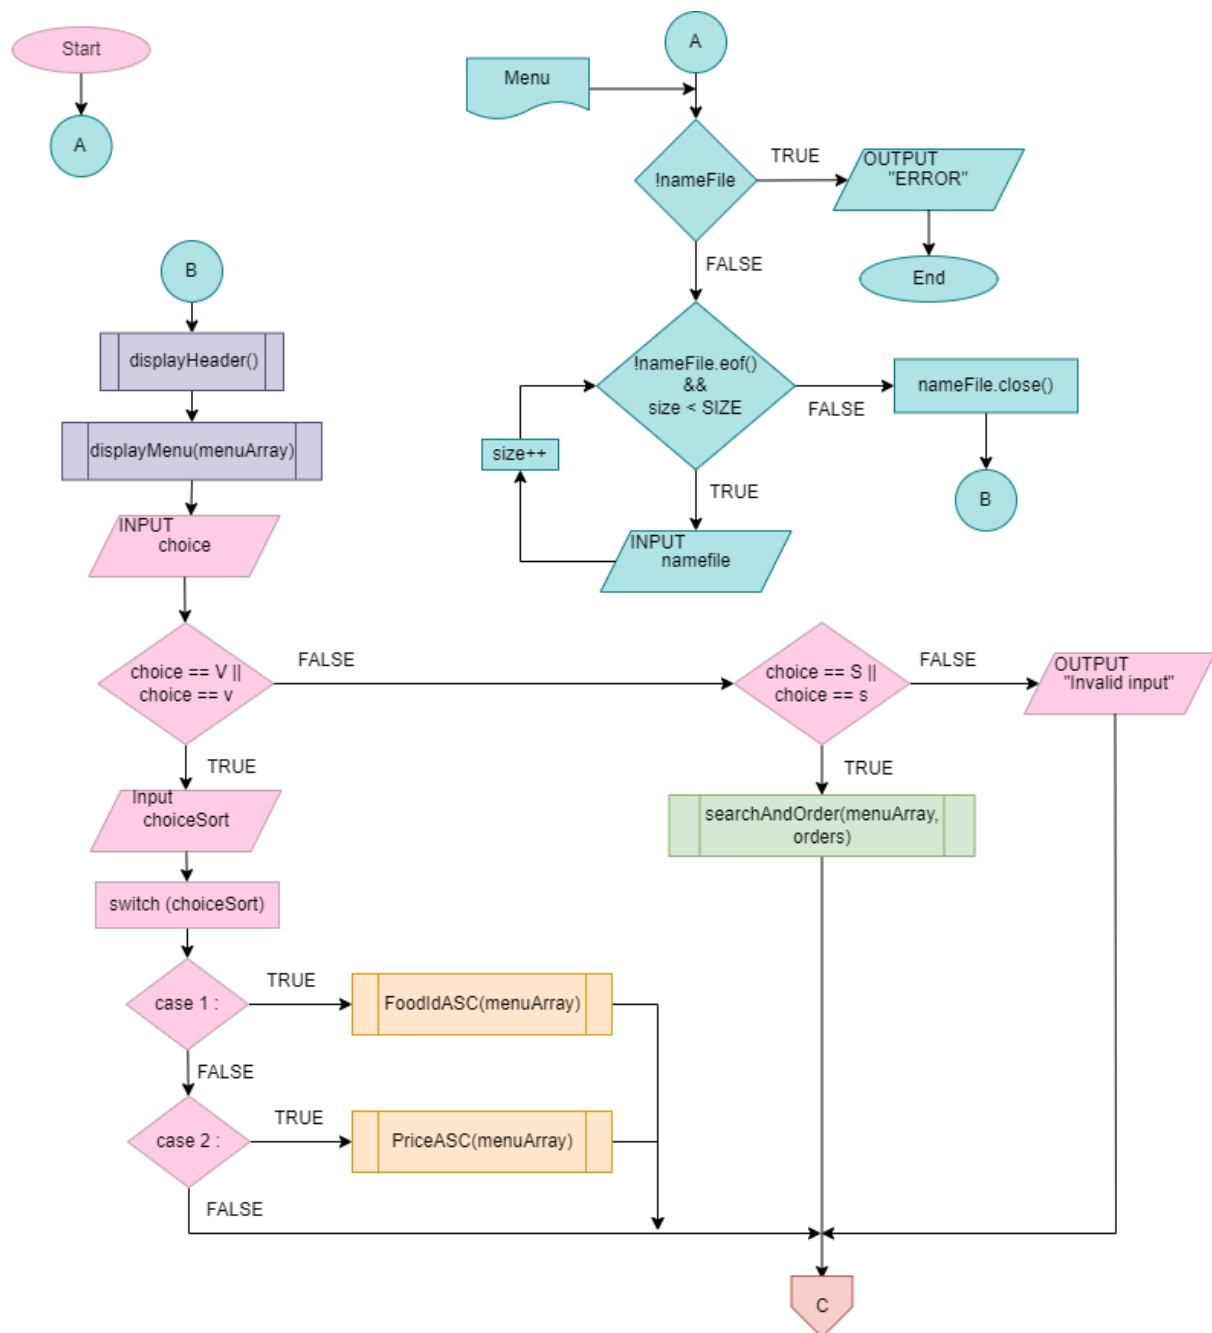 Start
A
A
Menu
!nameFile
TRUE
OUTPUT
"ERROR"
End
FALSE
!nameFile.eof()
&&
size < SIZE
FALSE
nameFile.close()
B
TRUE
INPUT
namefile
size++
B
displayHeader()
displayMenu(menuArray)
INPUT
choice
choice == V ||
choice == v
FALSE
choice == S ||
choice == s
FALSE
OUTPUT
"Invalid input"
TRUE
searchAndOrder(menuArray,
orders)
TRUE
Input
choiceSort
switch (choiceSort)
case 1 :
TRUE
FoodIdASC(menuArray)
FALSE
case 2 :
TRUE
PriceASC(menuArray)
FALSE
C